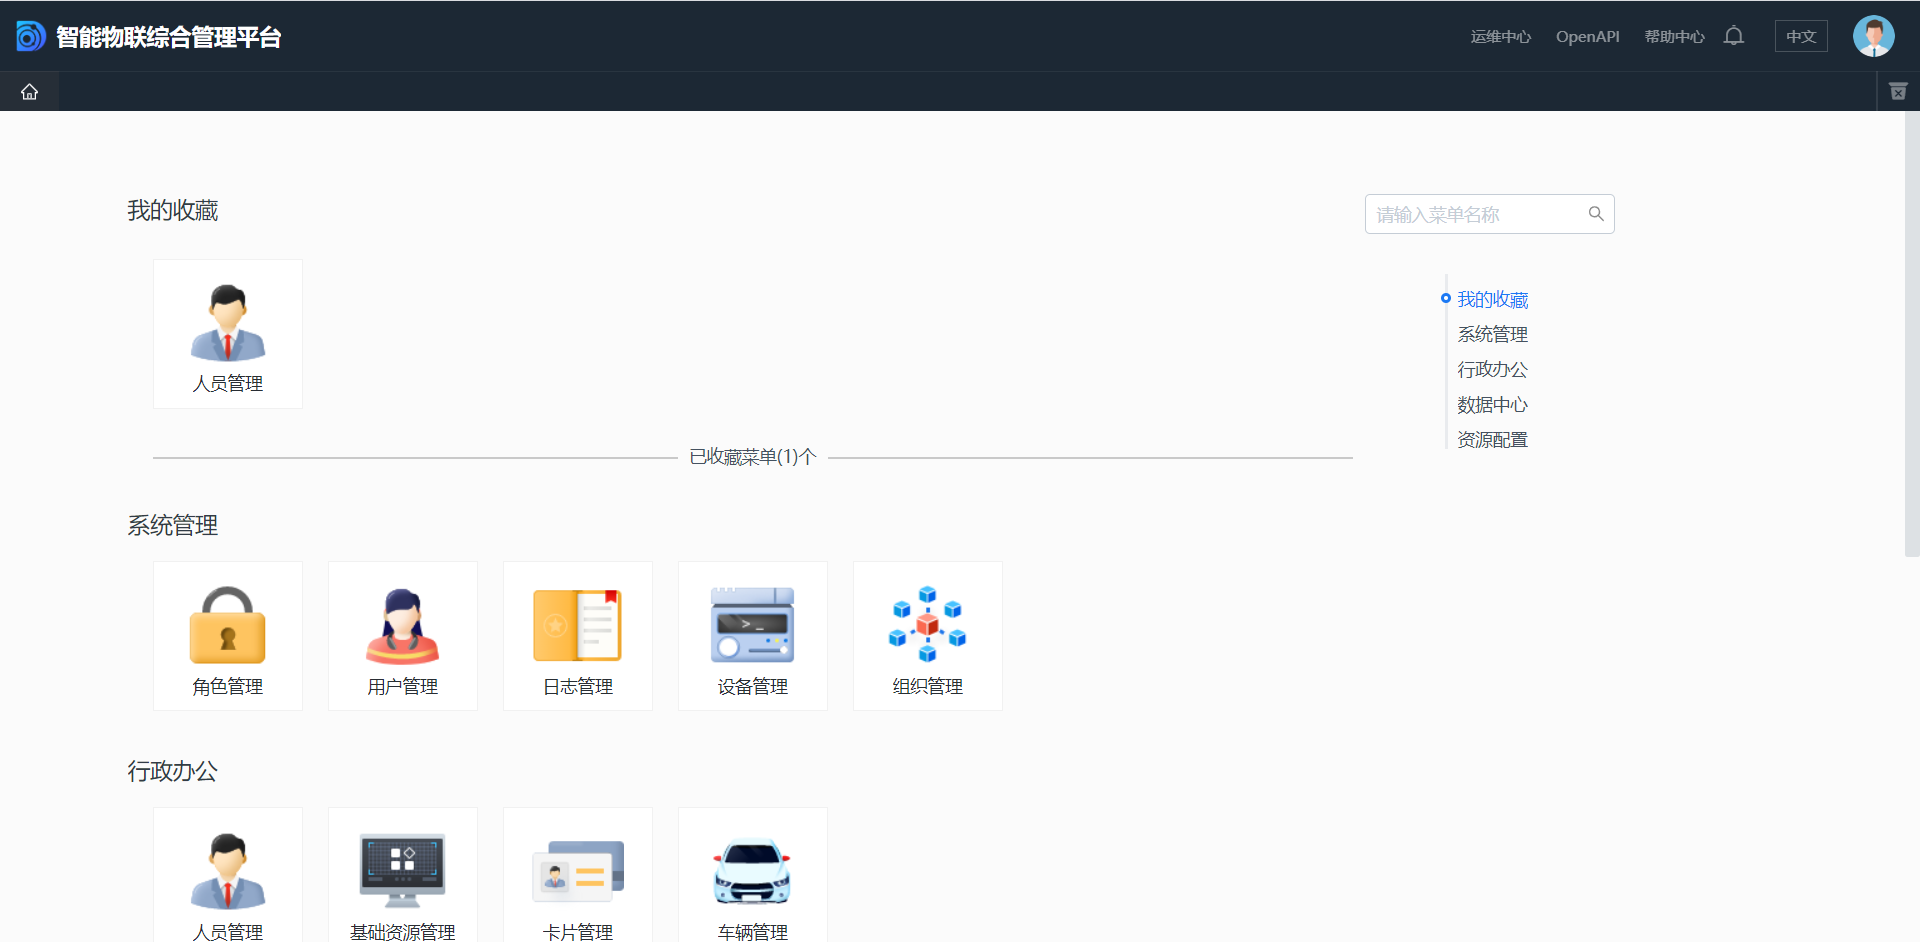 智能物联综合管理平台
运维中心 OpenAPI 帮助中心 中文
我的收藏
请输入菜单名称
人员管理
我的收藏
系统管理
行政办公
数据中心
资源配置
已收藏菜单(1)个
系统管理
角色管理 用户管理 日志管理 设备管理 组织管理
行政办公
人员管理 基础资源管理 卡片管理 车辆管理